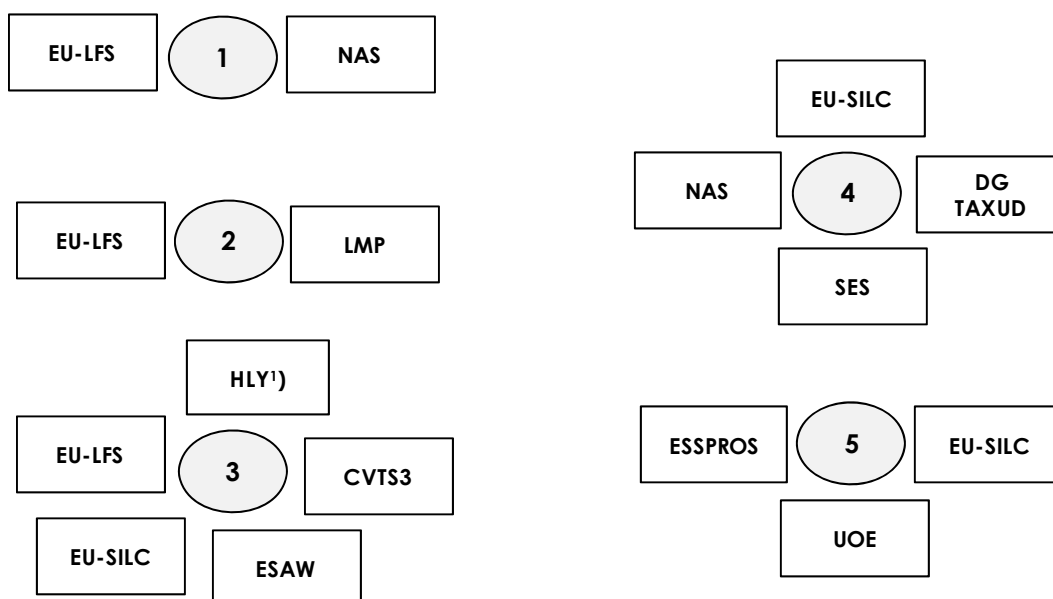 EU-LFS
1
NAS
EU-LFS
2
LMP
HLY¹)
EU-LFS
3
CVTS3
EU-SILC
ESAW
EU-SILC
NAS
4
DG
TAXUD
SES
ESSPROS
5
EU-SILC
UOE